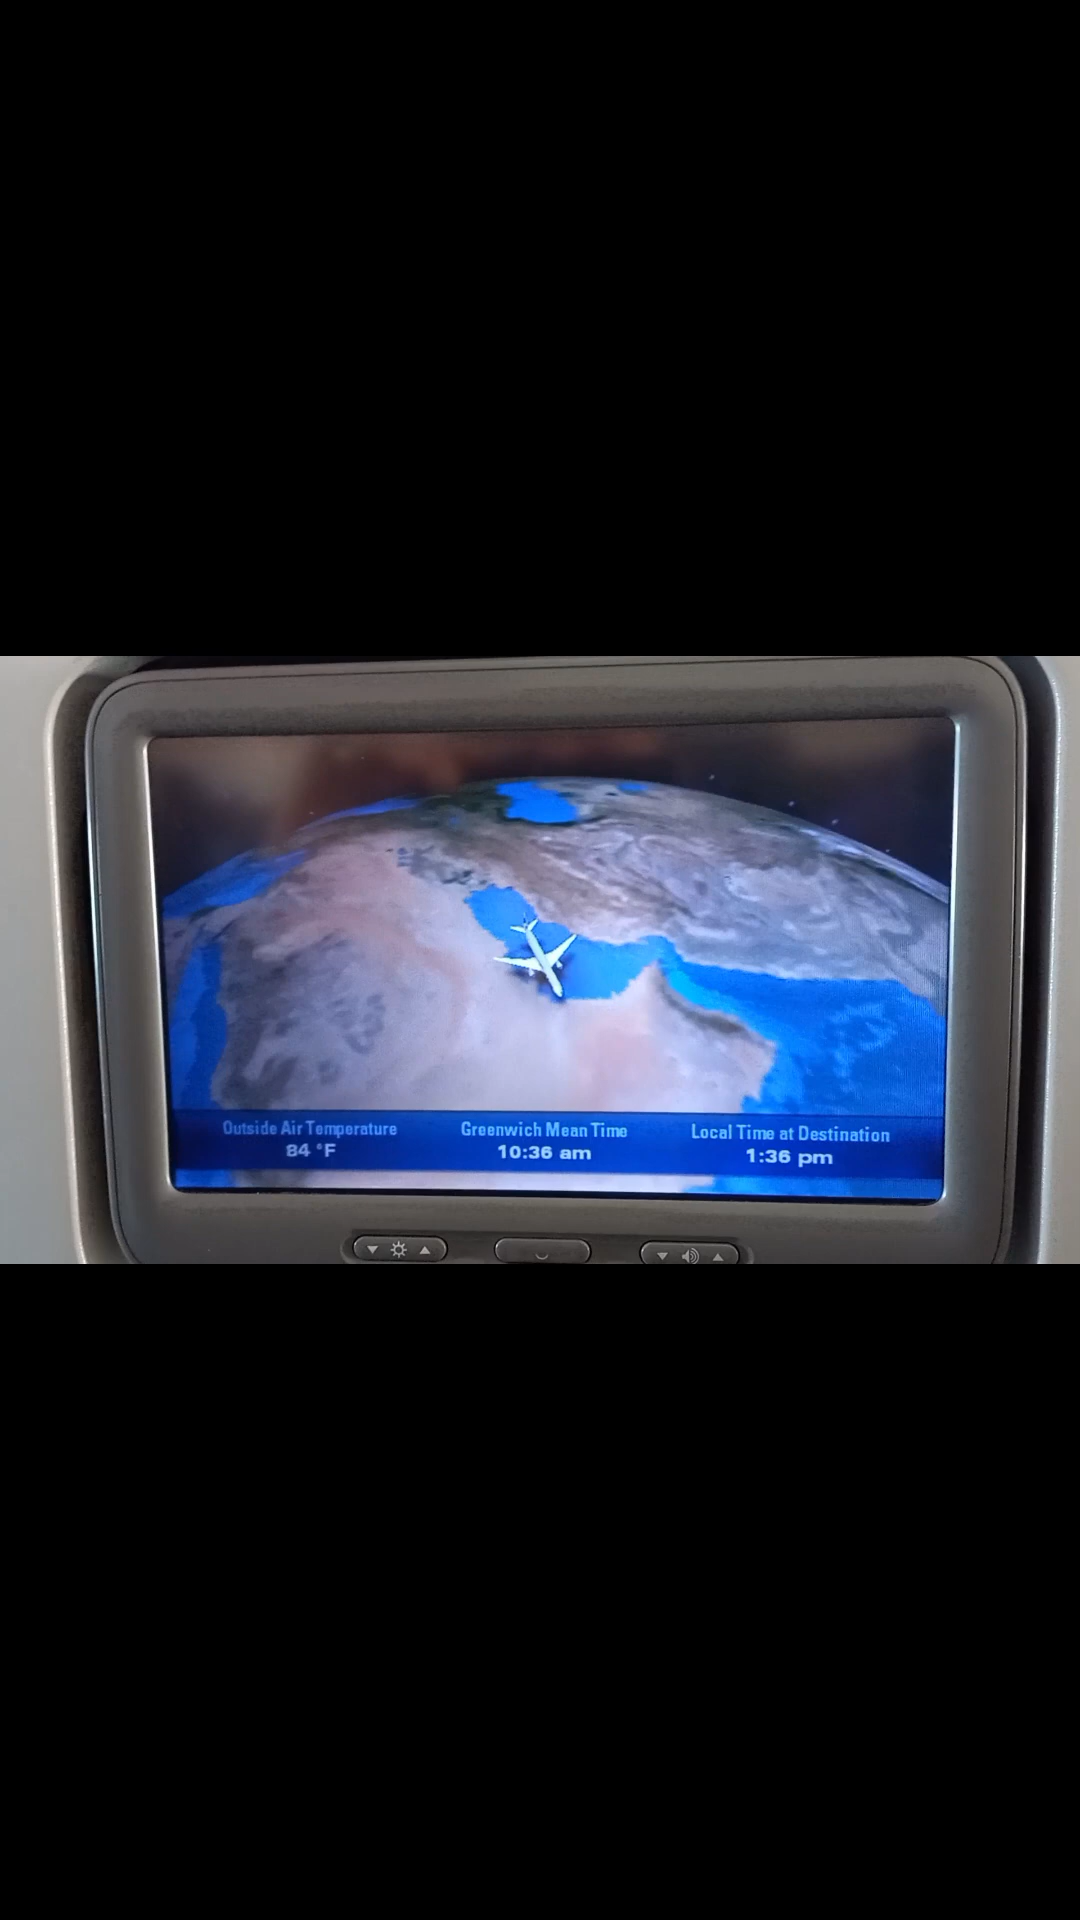 Outside Air Temperature
84 °F
Greenwich Mean Time
10:36 am
Local Time at Destination
1:36 pm